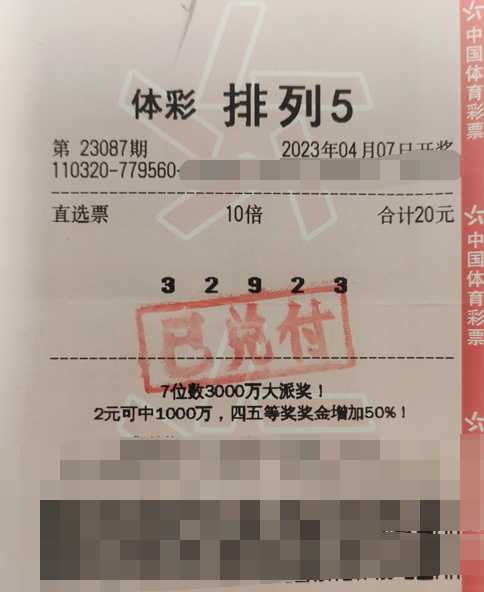 体彩 排列5
第 23087期 2023年04月07日开奖
110320-779560-
直选票 10倍 合计20元
3 2 9 2 3
已兑付
7位数3000万大派奖！
2元可中1000万，四五等奖奖金增加50%！
中国体育彩票
中国体育彩票